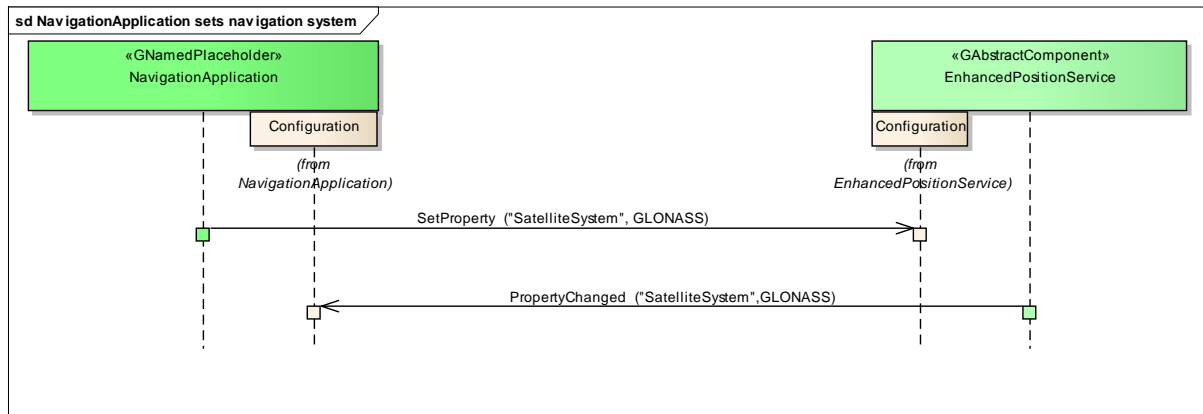 sd NavigationApplication sets navigation system
«GNamedPlaceholder»
NavigationApplication
«GAbstractComponent»
EnhancedPositionService
Configuration
(from
NavigationApplication)
Configuration
(from
EnhancedPositionService)
SetProperty ("SatelliteSystem", GLONASS)
PropertyChanged ("SatelliteSystem",GLONASS)